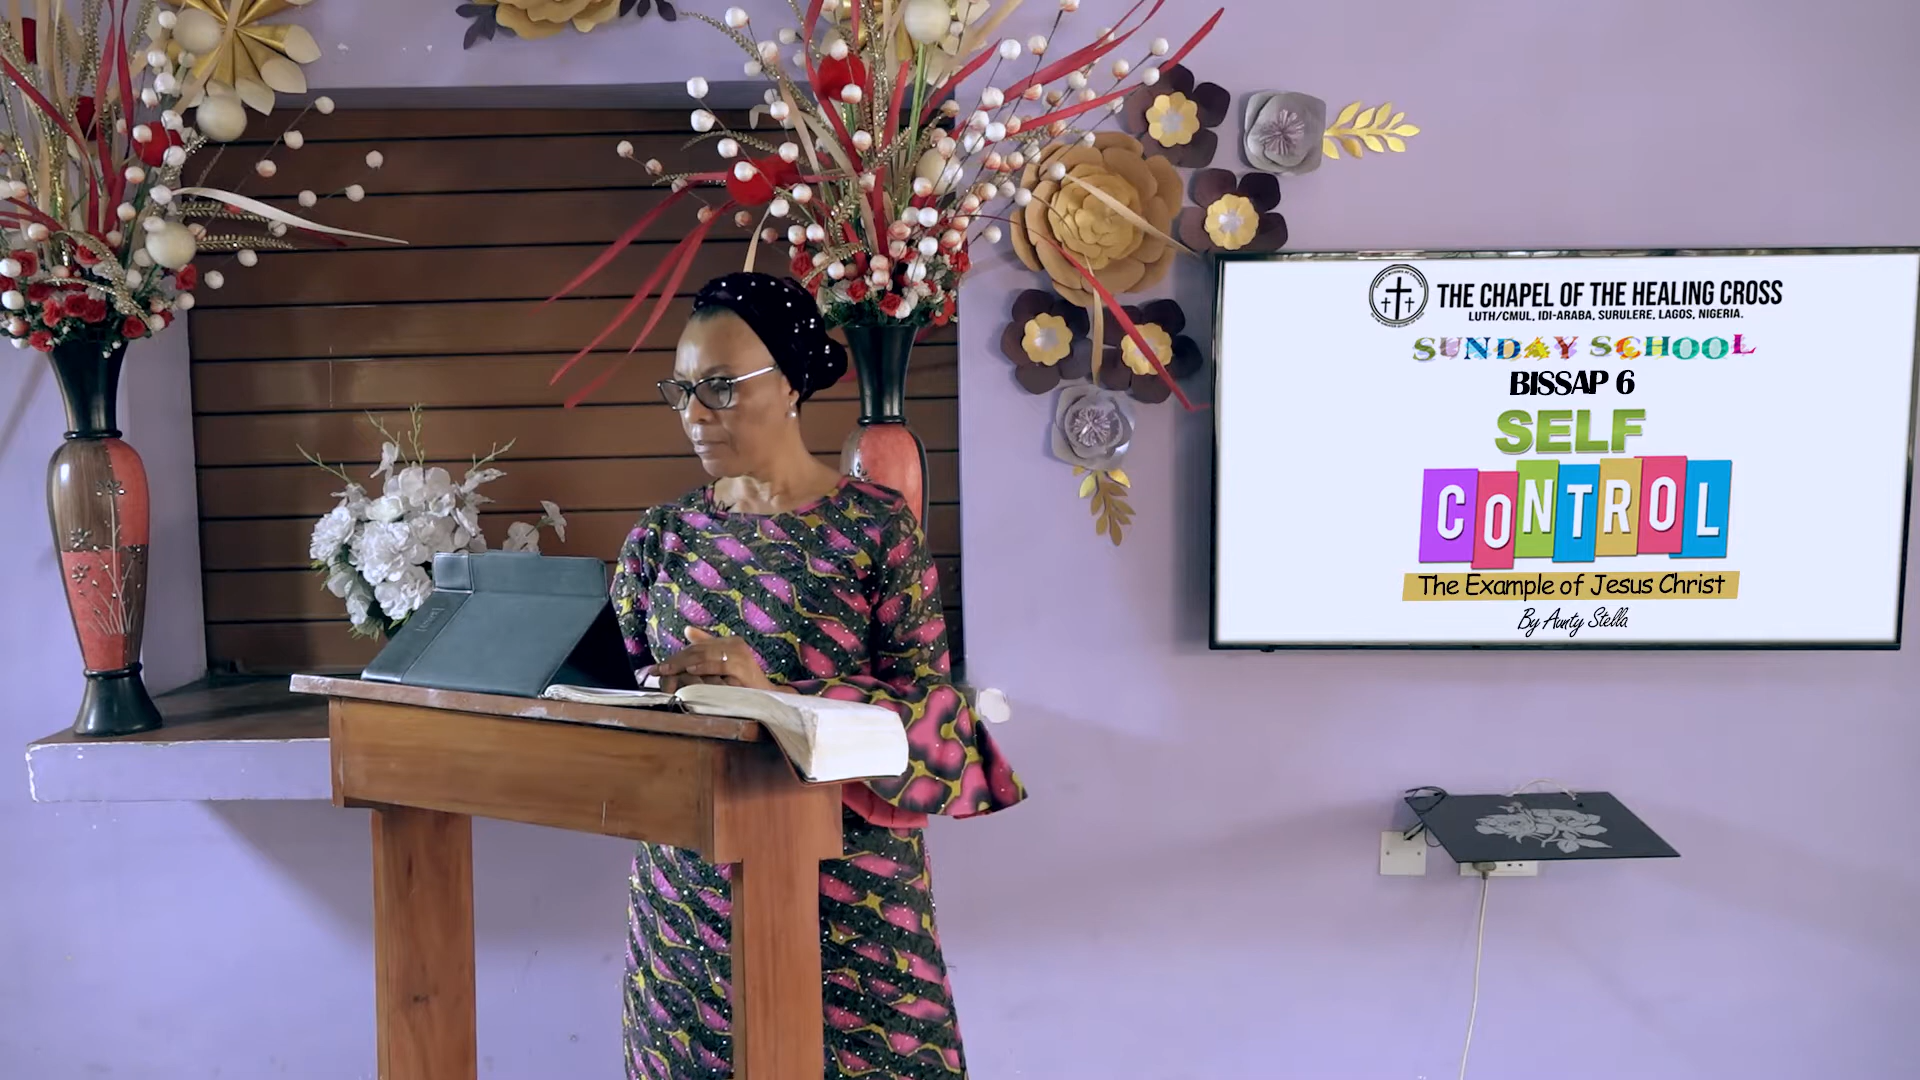 THE CHAPEL OF THE HEALING CROSS
LUTH/CMUL, IDI-ARABA, SURULERE, LAGOS, NIGERIA.
SUNDAY SCHOOL
BISSAP 6
SELF
CONTROL
The Example of Jesus Christ
By Aunty Stella